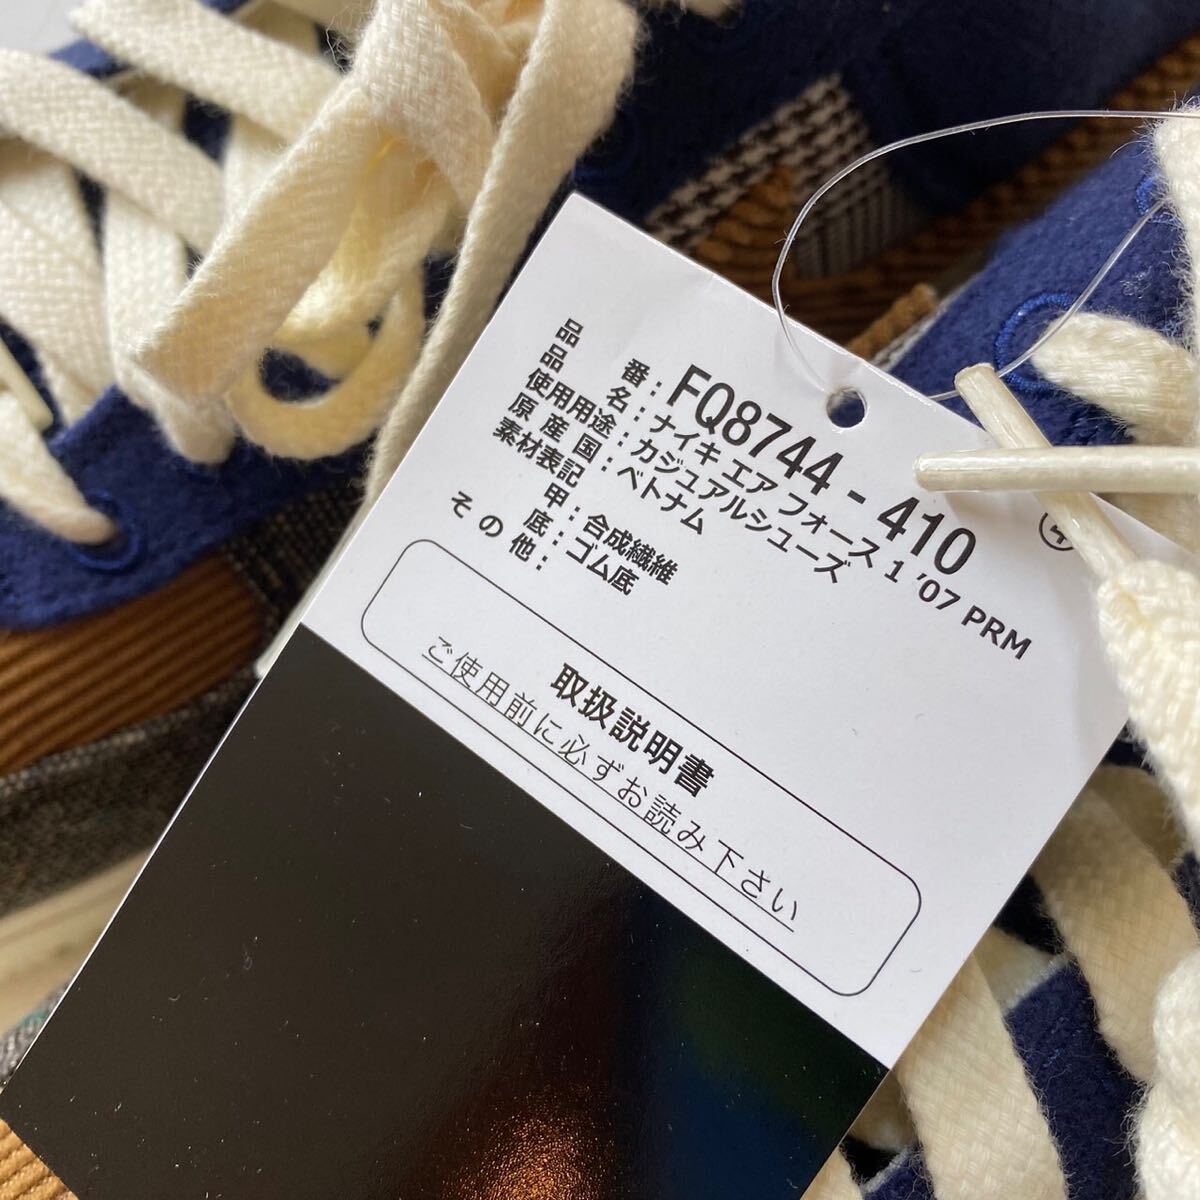 品　番：FQ8744 - 410
品　名：ナイキ エア フォース 1 '07 PRM
使用用途：カジュアルシューズ
原 産 国：ベトナム
素材表記
甲：合成繊維
底：ゴム底
そ の 他：
取扱説明書
ご使用前に必ずお読み下さい